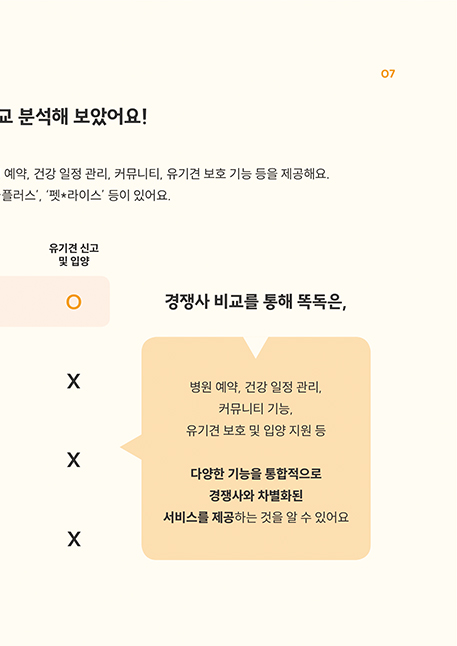 07
교 분석해 보았어요!
예약, 건강 일정 관리, 커뮤니티, 유기견 보호 기능 등을 제공해요.
플러스’, ‘펫*라이스’ 등이 있어요.
유기견 신고
및 입양
O
X
X
X
경쟁사 비교를 통해 똑독은,
병원 예약, 건강 일정 관리,
커뮤니티 기능,
유기견 보호 및 입양 지원 등
다양한 기능을 통합적으로
경쟁사와 차별화된
서비스를 제공하는 것을 알 수 있어요